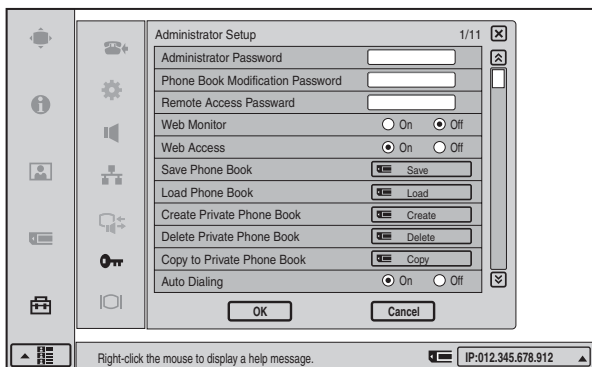 Administrator Setup 1/11
Administrator Password
Phone Book Modification Password
Remote Access Passward
Web Monitor On Off
Web Access On Off
Save Phone Book Save
Load Phone Book Load
Create Private Phone Book Create
Delete Private Phone Book Delete
Copy to Private Phone Book Copy
Auto Dialing On Off
OK Cancel
Right-click the mouse to display a help message. IP:012.345.678.912